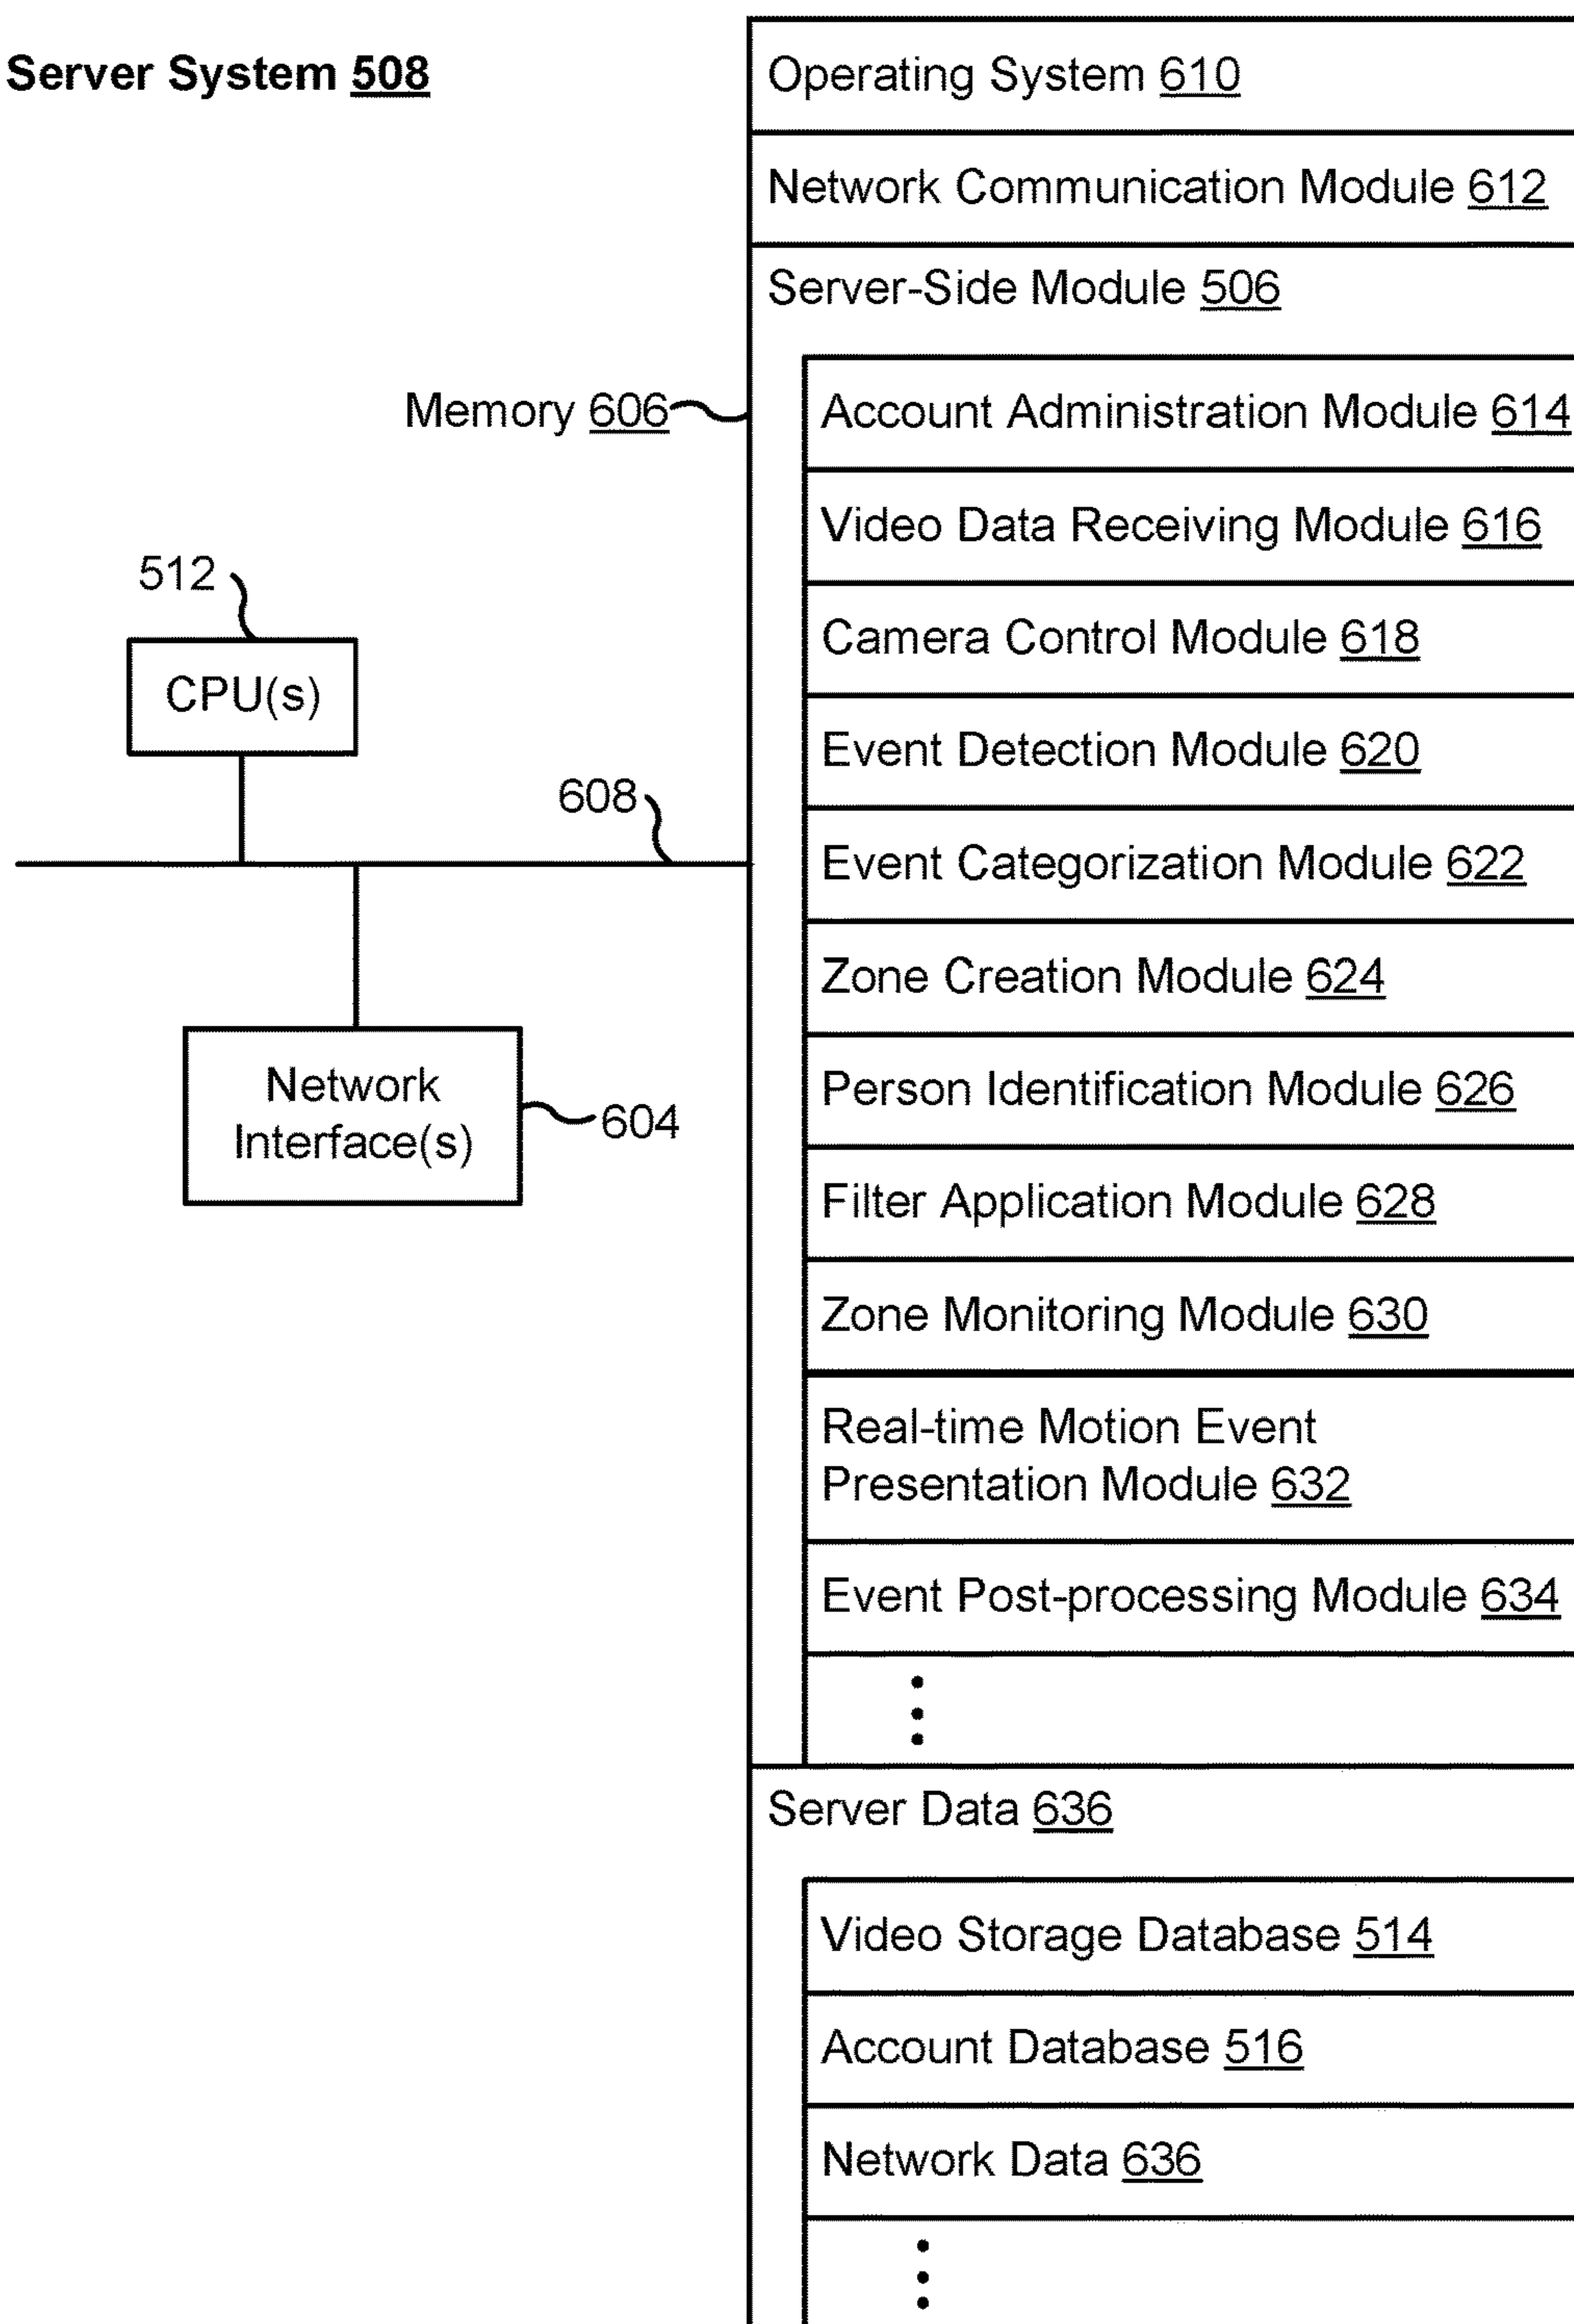 Server System 508
Operating System 610
Network Communication Module 612
Server-Side Module 506
Memory 606
Account Administration Module 614
Video Data Receiving Module 616
512
Camera Control Module 618
CPU(s)
Event Detection Module 620
608
Event Categorization Module 622
Zone Creation Module 624
Network
Interface(s)
604
Person Identification Module 626
Filter Application Module 628
Zone Monitoring Module 630
Real-time Motion Event
Presentation Module 632
Event Post-processing Module 634
Server Data 636
Video Storage Database 514
Account Database 516
Network Data 636